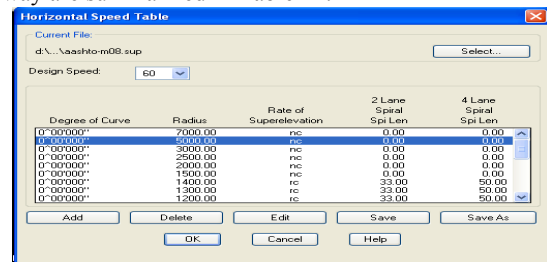 Horizontal Speed Table
Current File:
d:\...\aashto-m08.sup
Select...
Design Speed: 60
Degree of Curve Radius Rate of Superelevation 2 Lane Spiral Spi Len 4 Lane Spiral Spi Len
0^00'000" 7000.00 nc 0.00 0.00
0^00'000" 5000.00 nc 0.00 0.00
0^00'000" 3000.00 nc 0.00 0.00
0^00'000" 2500.00 nc 0.00 0.00
0^00'000" 2000.00 nc 0.00 0.00
0^00'000" 1500.00 nc 0.00 0.00
0^00'000" 1400.00 rc 33.00 50.00
0^00'000" 1300.00 rc 33.00 50.00
0^00'000" 1200.00 rc 33.00 50.00
Add Delete Edit Save Save As
OK Cancel Help